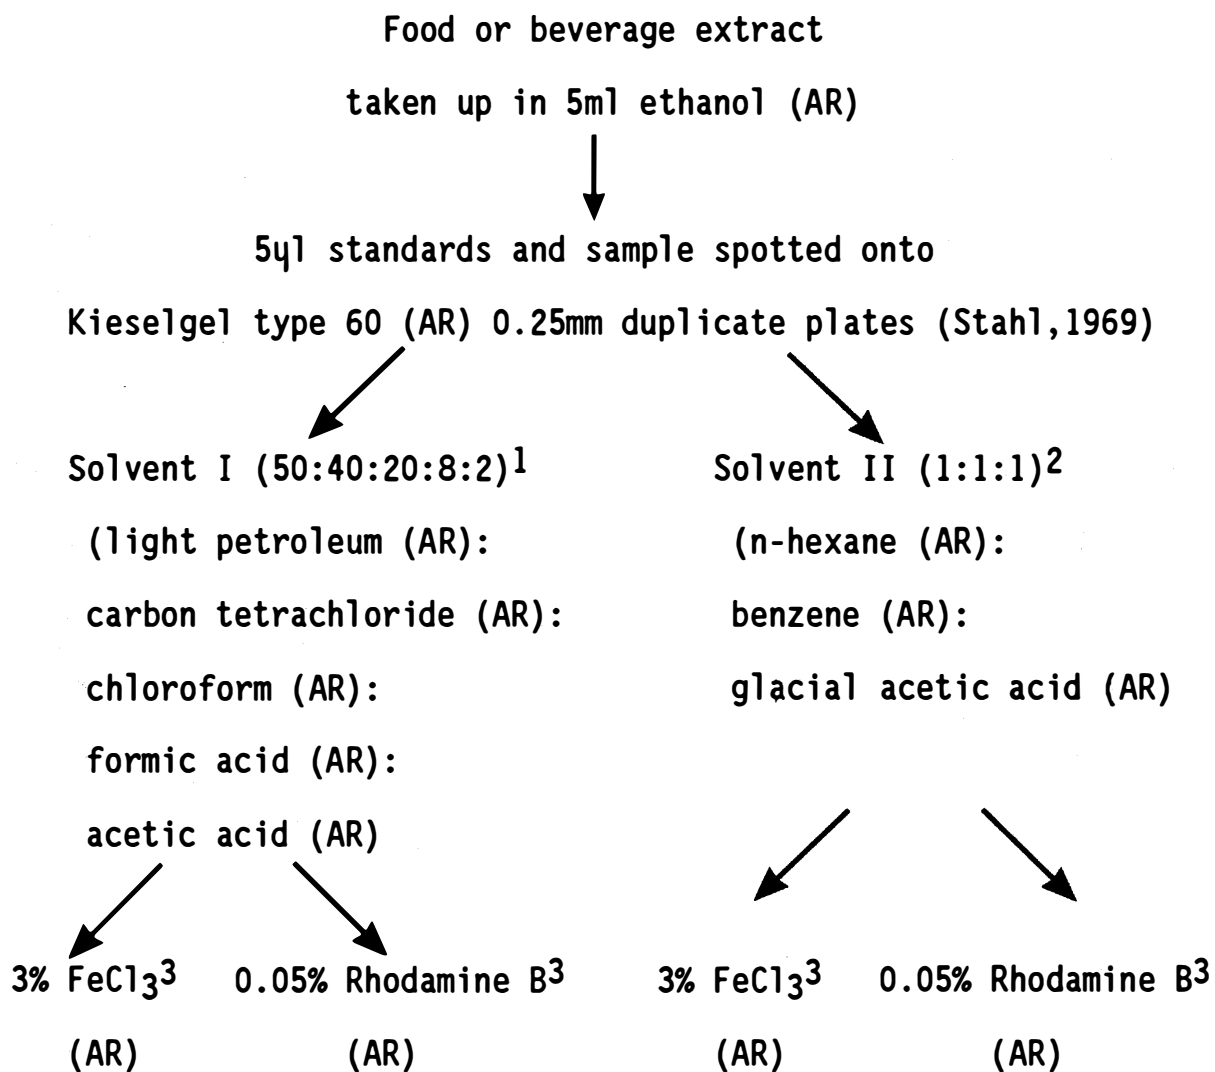 Food or beverage extract
taken up in 5ml ethanol (AR)
5yl standards and sample spotted onto
Kieselgel type 60 (AR) 0.25mm duplicate plates (Stahl,1969)
Solvent I (50:40:20:8:2)1
(light petroleum (AR):
carbon tetrachloride (AR):
chloroform (AR):
formic acid (AR):
acetic acid (AR)
Solvent II (1:1:1)2
(n-hexane (AR):
benzene (AR):
glacial acetic acid (AR)
3% FeCl33 0.05% Rhodamine B3 3% FeCl33 0.05% Rhodamine B3
(AR) (AR) (AR) (AR)